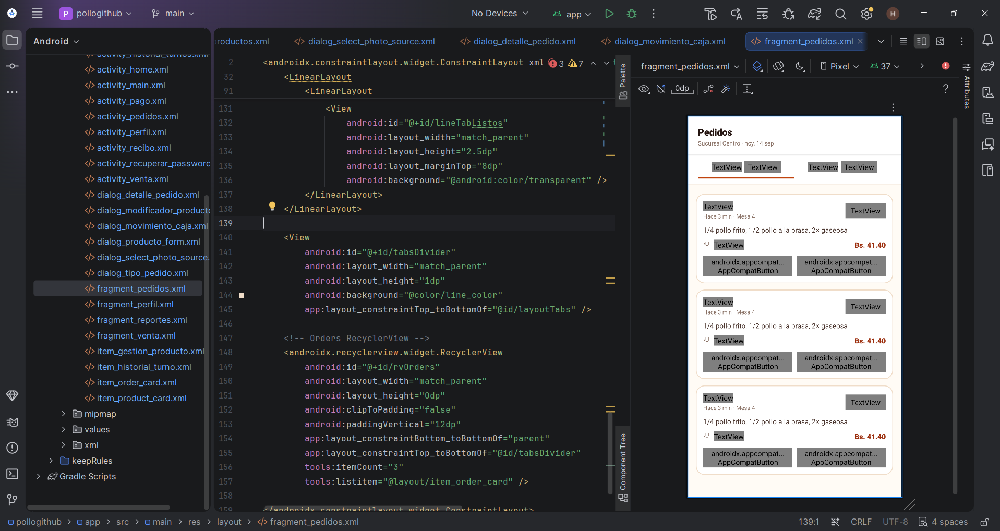 P pollogithub main No Devices app H
Android
activity_historial_turnos.xml
activity_home.xml
activity_main.xml
activity_pago.xml
activity_pedidos.xml
activity_perfil.xml
activity_recibo.xml
activity_recuperar_password
activity_venta.xml
dialog_detalle_pedido.xml
dialog_modificador_producto
dialog_movimiento_caja.xml
dialog_producto_form.xml
dialog_select_photo_source.
dialog_tipo_pedido.xml
fragment_pedidos.xml
fragment_perfil.xml
fragment_reportes.xml
fragment_venta.xml
item_gestion_producto.xml
item_historial_turno.xml
item_order_card.xml
item_product_card.xml
mipmap
values
xml
keepRules
Gradle Scripts
roductos.xml dialog_select_photo_source.xml dialog_detalle_pedido.xml dialog_movimiento_caja.xml fragment_pedidos.xml
2 <androidx.constraintlayout.widget.ConstraintLayout xml 3 7
32 <LinearLayout
91 <LinearLayout
131 <View
132 android:id="@+id/lineTabListos"
133 android:layout_width="match_parent"
134 android:layout_height="2.5dp"
135 android:layout_marginTop="8dp"
136 android:background="@android:color/transparent" />
137 </LinearLayout>
138 </LinearLayout>
139
140 <View
141 android:id="@+id/tabsDivider"
142 android:layout_width="match_parent"
143 android:layout_height="1dp"
144 android:background="@color/line_color"
145 app:layout_constraintTop_toBottomOf="@id/layoutTabs" />
146
147 <!-- Orders RecyclerView -->
148 <androidx.recyclerview.widget.RecyclerView
149 android:id="@+id/rvOrders"
150 android:layout_width="match_parent"
151 android:layout_height="0dp"
152 android:clipToPadding="false"
153 android:paddingVertical="12dp"
154 app:layout_constraintBottom_toBottomOf="parent"
155 app:layout_constraintTop_toBottomOf="@id/tabsDivider"
156 tools:itemCount="3"
157 tools:listitem="@layout/item_order_card" />
158
159 </androidx.constraintlayout.widget.ConstraintLayout>
Palette
Component Tree
fragment_pedidos.xml Pixel 37
0dp ?
Attributes
Pedidos
Sucursal Centro · hoy, 14 sep
TextView TextView TextView TextView
TextView
Hace 3 min · Mesa 4
TextView
1/4 pollo frito, 1/2 pollo a la brasa, 2× gaseosa
TextView Bs. 41.40
androidx.appcompat... androidx.appcompat...
AppCompatButton AppCompatButton
TextView
Hace 3 min · Mesa 4
TextView
1/4 pollo frito, 1/2 pollo a la brasa, 2× gaseosa
TextView Bs. 41.40
androidx.appcompat... androidx.appcompat...
AppCompatButton AppCompatButton
TextView
Hace 3 min · Mesa 4
TextView
1/4 pollo frito, 1/2 pollo a la brasa, 2× gaseosa
TextView Bs. 41.40
androidx.appcompat... androidx.appcompat...
AppCompatButton AppCompatButton
pollogithub > app > src > main > res > layout > fragment_pedidos.xml 139:1 CRLF UTF-8 4 spaces